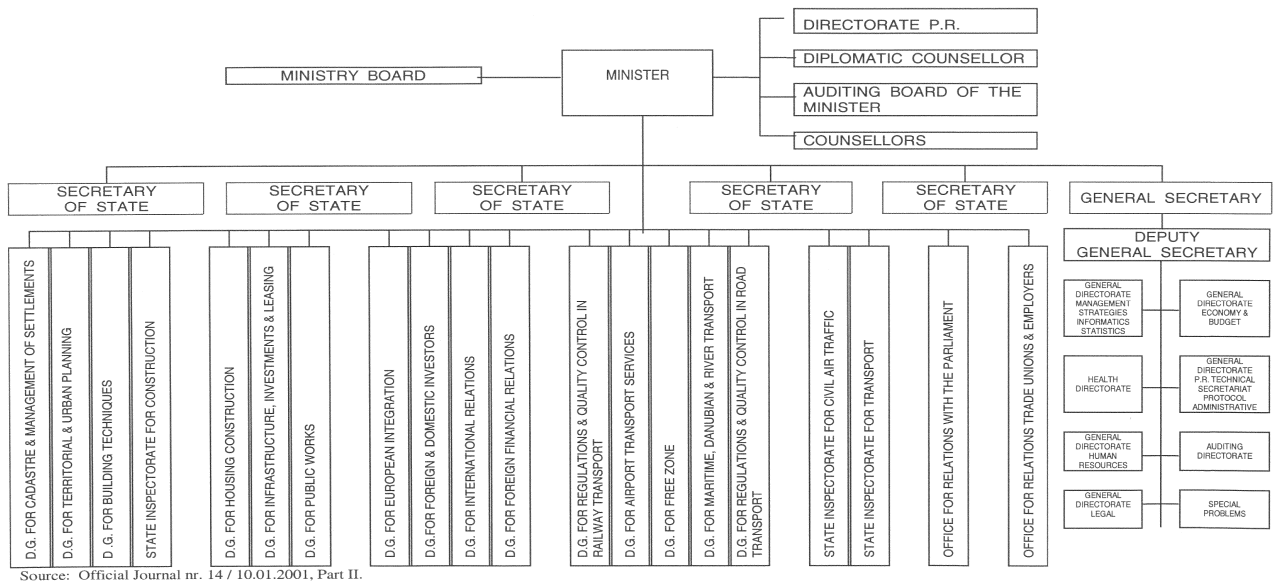 DIRECTORATE P.R.
MINISTRY BOARD
MINISTER
DIPLOMATIC COUNSELLOR
AUDITING BOARD OF THE
MINISTER
COUNSELLORS
SECRETARY
OF STATE
SECRETARY
OF STATE
SECRETARY
OF STATE
SECRETARY
OF STATE
SECRETARY
OF STATE
GENERAL SECRETARY
DEPUTY
GENERAL SECRETARY
D.G. FOR CADASTRE & MANAGEMENT OF SETTLEMENTS
D.G. FOR TERRITORIAL & URBAN PLANNING
D.G. FOR BUILDING TECHNIQUES
STATE INSPECTORATE FOR CONSTRUCTION
D.G. FOR HOUSING CONSTRUCTION
D.G. FOR INFRASTRUCTURE, INVESTMENTS & LEASING
D.G. FOR PUBLIC WORKS
D.G. FOR EUROPEAN INTEGRATION
D.G.FOR FOREIGN & DOMESTIC INVESTORS
D.G. FOR INTERNATIONAL RELATIONS
D.G. FOR FOREIGN FINANCIAL RELATIONS
D.G. FOR REGULATIONS & QUALITY CONTROL IN
RAILWAY TRANSPORT
D.G. FOR AIRPORT TRANSPORT SERVICES
D.G. FOR FREE ZONE
D.G. FOR MARITIME, DANUBIAN & RIVER TRANSPORT
D.G. FOR REGULATIONS & QUALITY CONTROL IN ROAD
TRANSPORT
STATE INSPECTORATE FOR CIVIL AIR TRAFFIC
STATE INSPECTORATE FOR TRANSPORT
OFFICE FOR RELATIONS WITH THE PARLIAMENT
OFFICE FOR RELATIONS TRADE UNIONS & EMPLOYERS
GENERAL
DIRECTORATE
MANAGEMENT
STRATEGIES
INFORMATICS
STATISTICS
GENERAL
DIRECTORATE
ECONOMY &
BUDGET
HEALTH
DIRECTORATE
GENERAL
DIRECTORATE
P.R. TECHNICAL
SECRETARIAT
PROTOCOL
ADMINISTRATIVE
GENERAL
DIRECTORATE
HUMAN
RESOURCES
AUDITING
DIRECTORATE
GENERAL
DIRECTORATE
LEGAL
SPECIAL
PROBLEMS
Source: Official Journal nr. 14 / 10.01.2001, Part II.